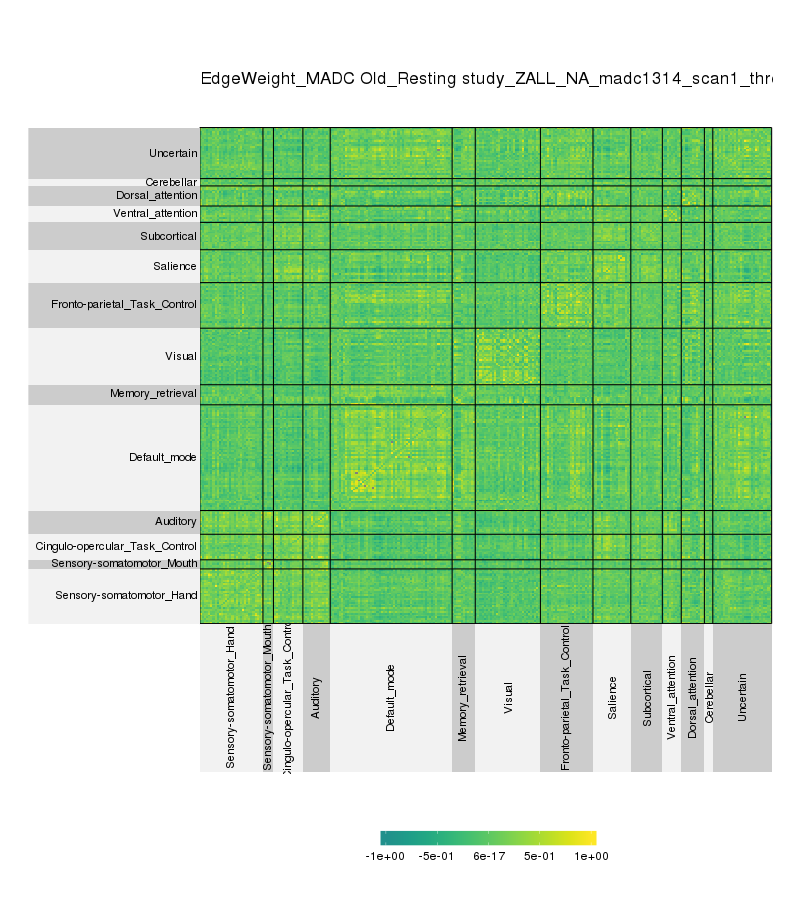 EdgeWeight_MADC Old_Resting study_ZALL_NA_madc1314_scan1_thr
Uncertain
Cerebellar
Dorsal_attention
Ventral_attention
Subcortical
Salience
Fronto-parietal_Task_Control
Visual
Memory_retrieval
Default_mode
Auditory
Cingulo-opercular_Task_Control
Sensory-somatomotor_Mouth
Sensory-somatomotor_Hand
Sensory-somatomotor_Hand
Sensory-somatomotor_Mouth
Cingulo-opercular_Task_Contro
Auditory
Default_mode
Memory_retrieval
Visual
Fronto-parietal_Task_Control
Salience
Subcortical
Ventral_attention
Dorsal_attention
Cerebellar
Uncertain
-1e+00 -5e-01 6e-17 5e-01 1e+00